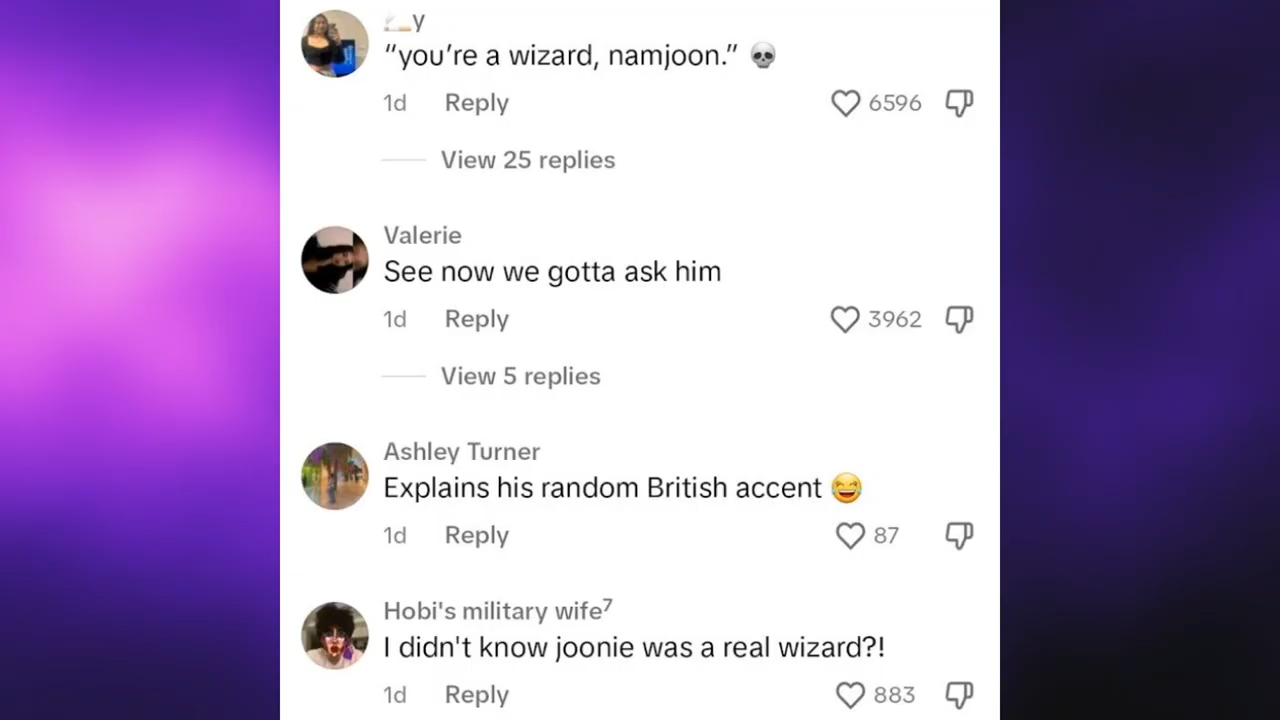 y
“you’re a wizard, namjoon.” 💀
1d Reply 6596
View 25 replies
Valerie
See now we gotta ask him
1d Reply 3962
View 5 replies
Ashley Turner
Explains his random British accent 😂
1d Reply 87
Hobi's military wife⁷
I didn't know joonie was a real wizard?!
1d Reply 883